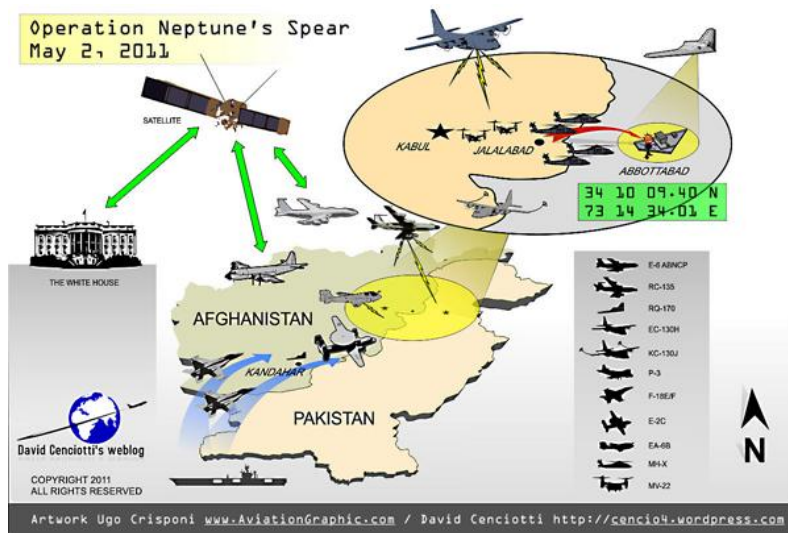 Operation Neptune's Spear
May 2, 2011
SATELLITE
KABUL
JALALABAD
ABBOTTABAD
34 10 09.40 N
73 14 34.01 E
THE WHITE HOUSE
AFGHANISTAN
KANDAHAR
PAKISTAN
E-6 ABNCP
RC-135
RQ-170
EC-130H
KC-130J
P-3
F-18E/F
E-2C
EA-6B
MH-X
MV-22
N
David Cenciotti's weblog
COPYRIGHT 2011
ALL RIGHTS RESERVED
Artwork Ugo Crisponi www.AviationGraphic.com / David Cenciotti http://cencio4.wordpress.com